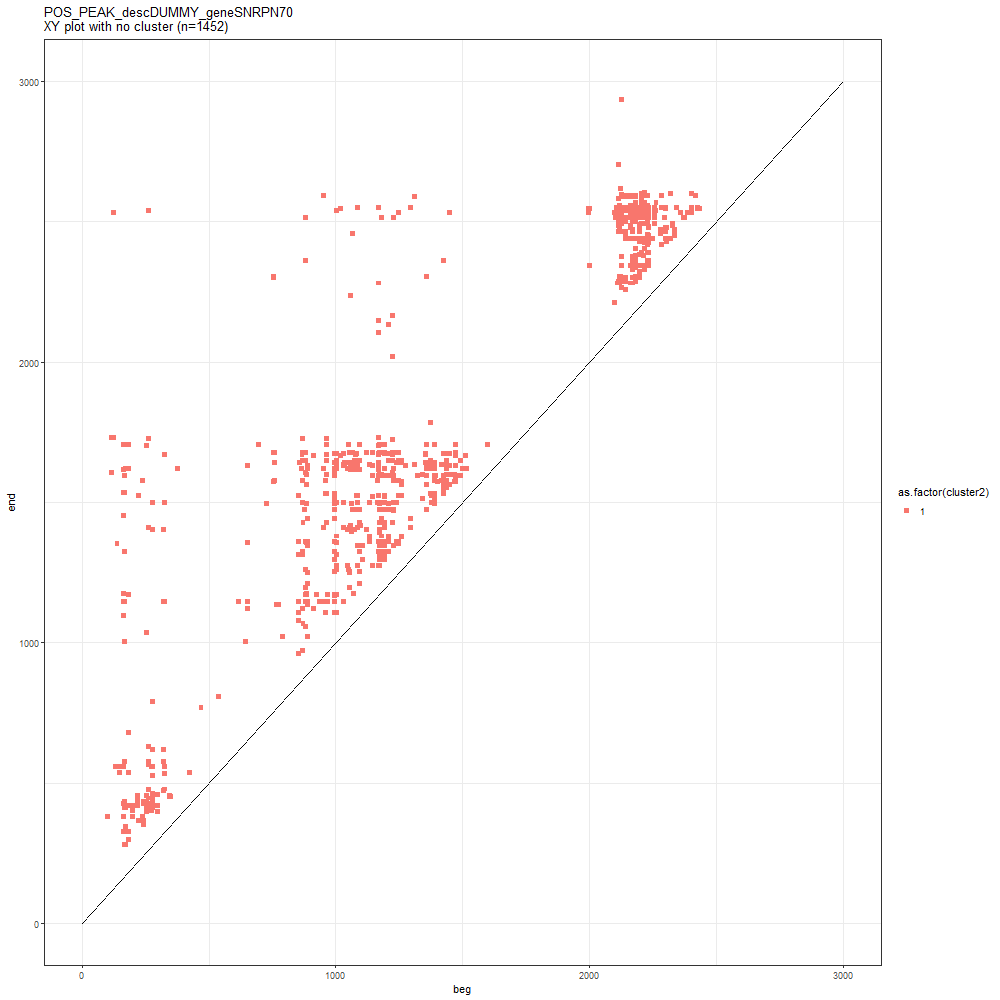 POS_PEAK_descDUMMY_geneSNRPN70
XY plot with no cluster (n=1452)
3000
2000
1000
0
end
0
1000
2000
3000
beg
as.factor(cluster2)
1